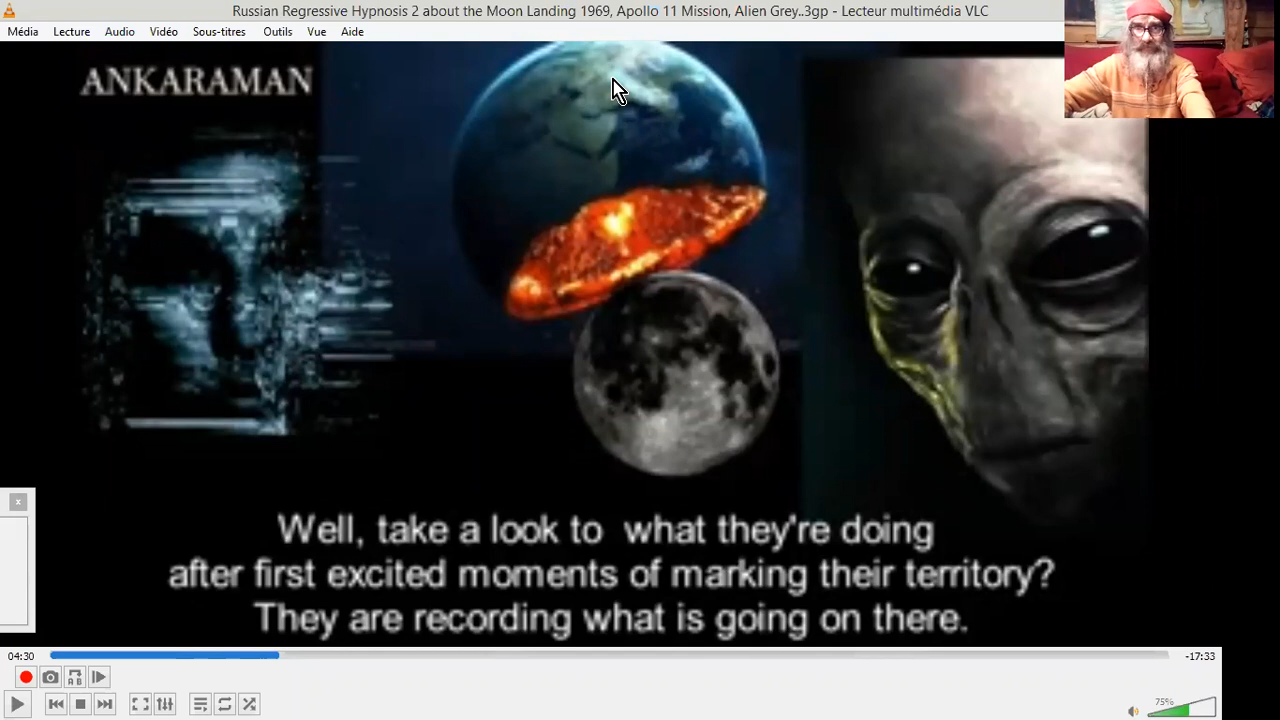 Russian Regressive Hypnosis 2 about the Moon Landing 1969, Apollo 11 Mission, Alien Grey..3gp - Lecteur multimédia VLC
Média Lecture Audio Vidéo Sous-titres Outils Vue Aide
ANKARAMAN
Well, take a look to what they're doing
after first excited moments of marking their territory?
They are recording what is going on there.
04:30 -17:33
75%